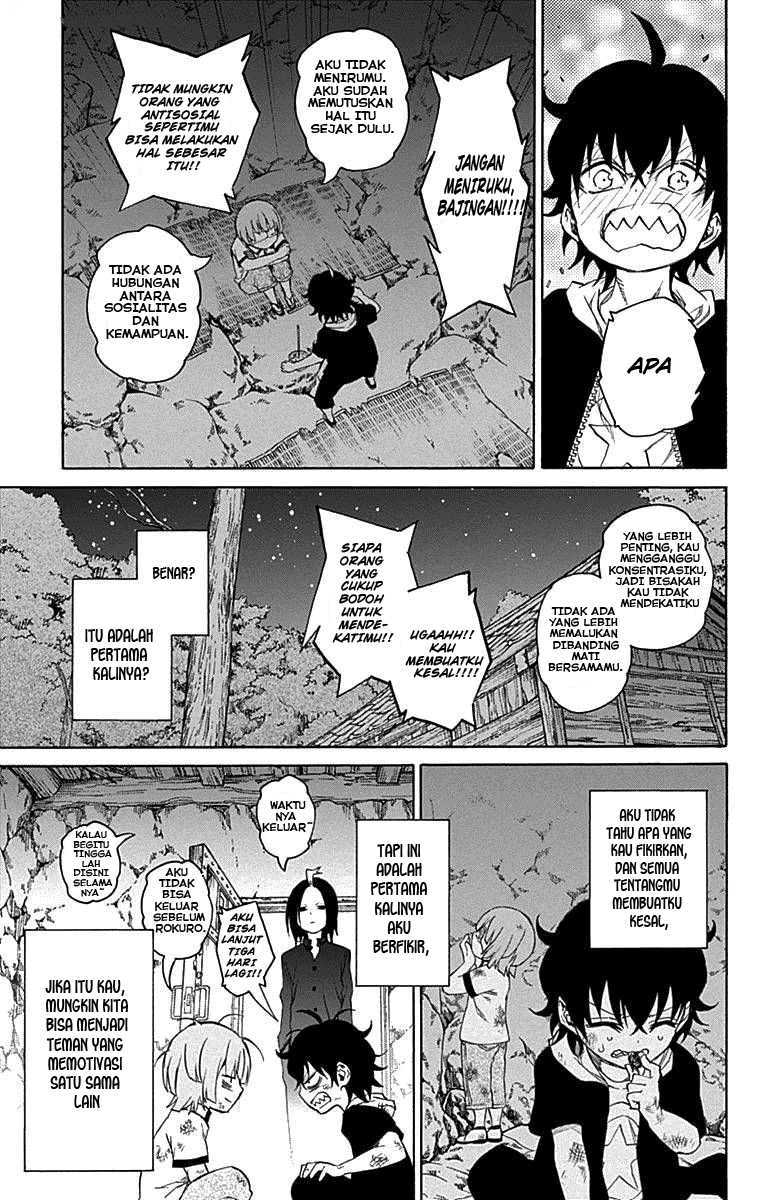 APA
JANGAN
MENIRUKU,
BAJINGAN!!!!
AKU TIDAK
MENIRUMU.
AKU SUDAH
MEMUTUSKAN
HAL ITU
SEJAK DULU.
TIDAK MUNGKIN
ORANG YANG
ANTISOSIAL
SEPERTIMU
BISA MELAKUKAN
HAL SEBESAR
ITU!!
TIDAK ADA
HUBUNGAN
ANTARA
SOSIALITAS
DAN
KEMAMPUAN.
YANG LEBIH
PENTING, KAU
MENGGANGGU
KONSENTRASIKU,
JADI BISAKAH
KAU TIDAK
MENDEKATIKU
TIDAK ADA
YANG LEBIH
MEMALUKAN
DIBANDING
MATI
BERSAMAMU.
UGAAHH!!
KAU
MEMBUATKU
KESAL!!!!
SIAPA
ORANG
YANG
CUKUP
BODOH
UNTUK
MENDE-
KATIMU!!
BENAR?
ITU ADALAH
PERTAMA
KALINYA?
AKU TIDAK
TAHU APA YANG
KAU FIKIRKAN,
DAN SEMUA
TENTANGMU
MEMBUATKU
KESAL,
TAPI INI
ADALAH
PERTAMA
KALINYA
AKU
BERFIKIR,
WAKTU
NYA
KELUAR~
AKU
BISA
LANJUT
TIGA
HARI
LAGI!!
AKU
TIDAK
BISA
KELUAR
SEBELUM
ROKURO.
KALAU
BEGITU
TINGGA
LAH
DISINI
SELAMA
NYA~
JIKA ITU KAU,
MUNGKIN KITA
BISA MENJADI
TEMAN YANG
MEMOTIVASI
SATU SAMA
LAIN